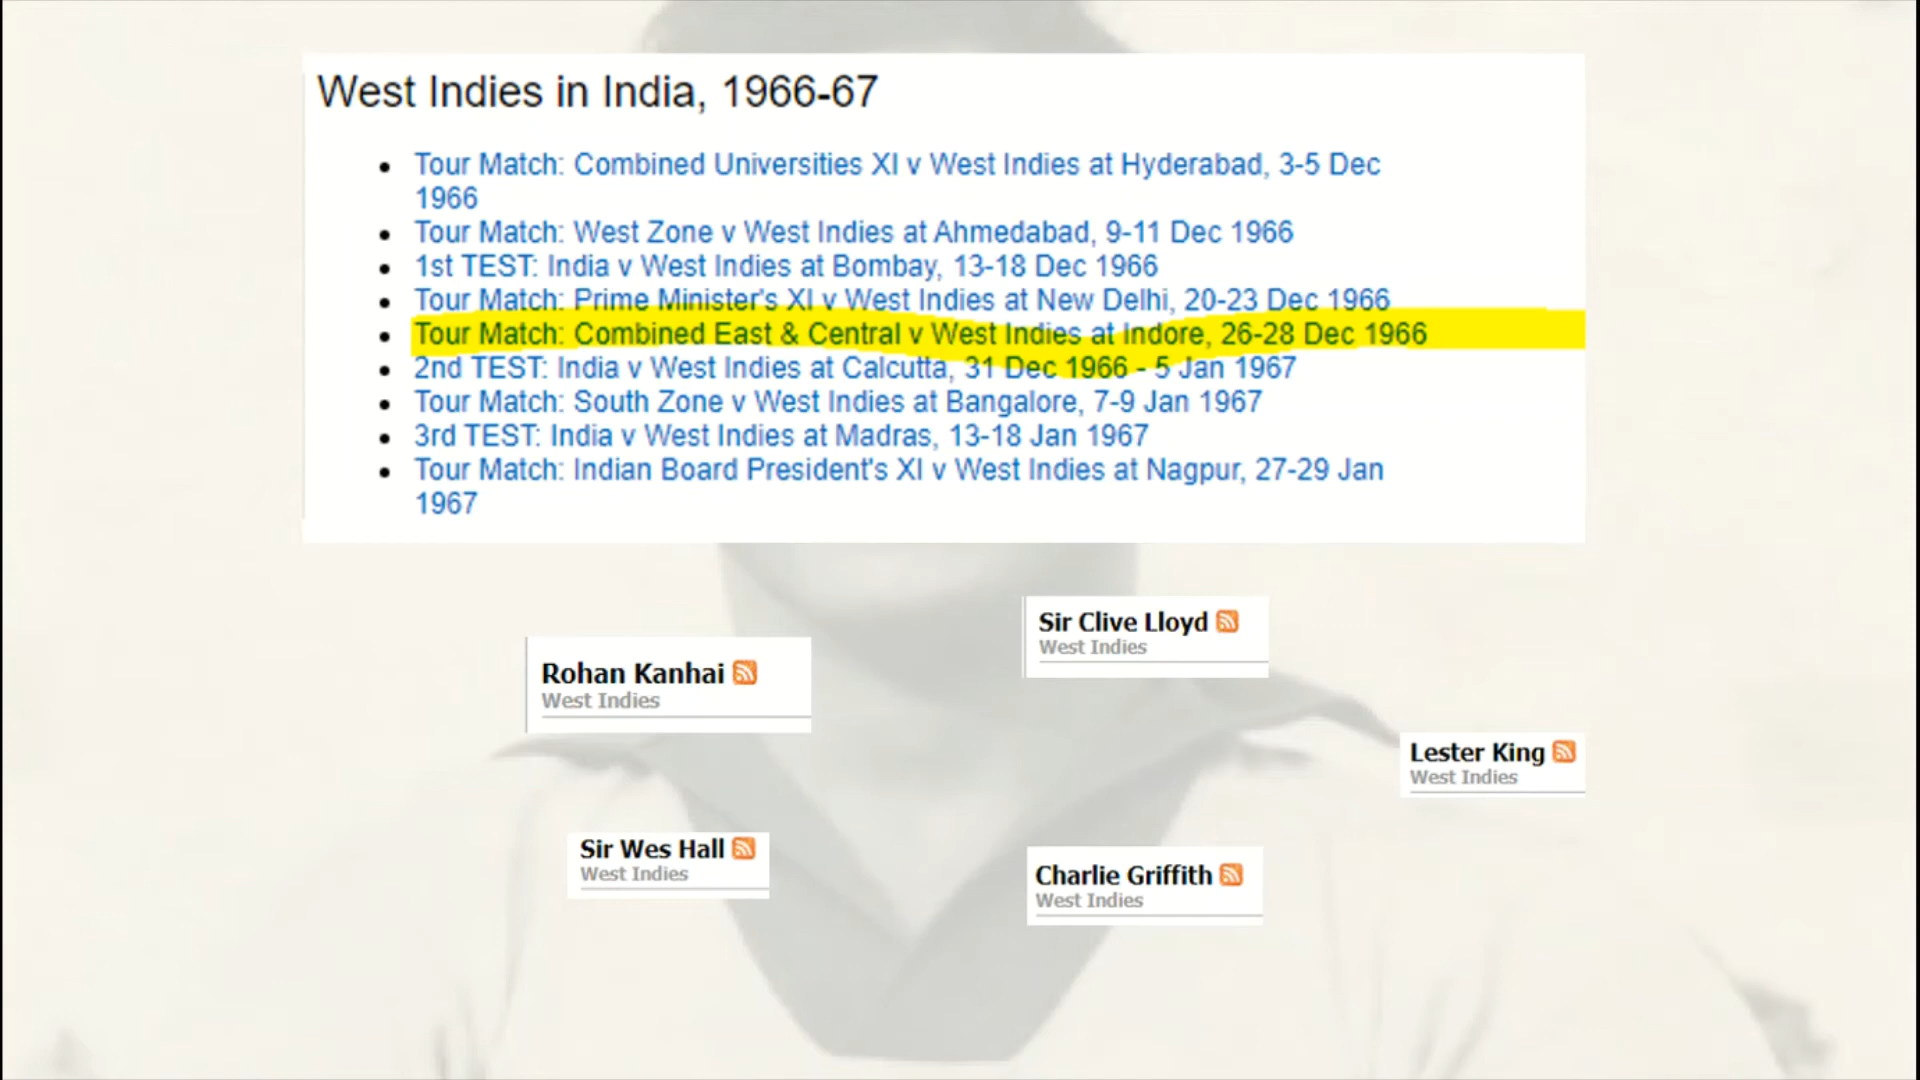 West Indies in India, 1966-67
Tour Match: Combined Universities XI v West Indies at Hyderabad, 3-5 Dec
1966
Tour Match: West Zone v West Indies at Ahmedabad, 9-11 Dec 1966
1st TEST: India v West Indies at Bombay, 13-18 Dec 1966
Tour Match: Prime Minister's XI v West Indies at New Delhi, 20-23 Dec 1966
Tour Match: Combined East & Central v West Indies at Indore, 26-28 Dec 1966
2nd TEST: India v West Indies at Calcutta, 31 Dec 1966 - 5 Jan 1967
Tour Match: South Zone v West Indies at Bangalore, 7-9 Jan 1967
3rd TEST: India v West Indies at Madras, 13-18 Jan 1967
Tour Match: Indian Board President's XI v West Indies at Nagpur, 27-29 Jan
1967
Sir Clive Lloyd
West Indies
Rohan Kanhai
West Indies
Lester King
West Indies
Sir Wes Hall
West Indies
Charlie Griffith
West Indies